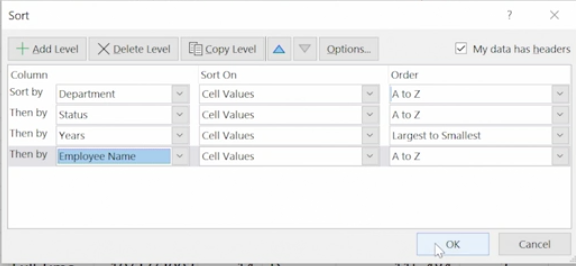 Sort ? ×
Add Level Delete Level Copy Level Options... My data has headers
Column Sort On Order
Sort by Department Cell Values A to Z
Then by Status Cell Values A to Z
Then by Years Cell Values Largest to Smallest
Then by Employee Name Cell Values A to Z
OK Cancel